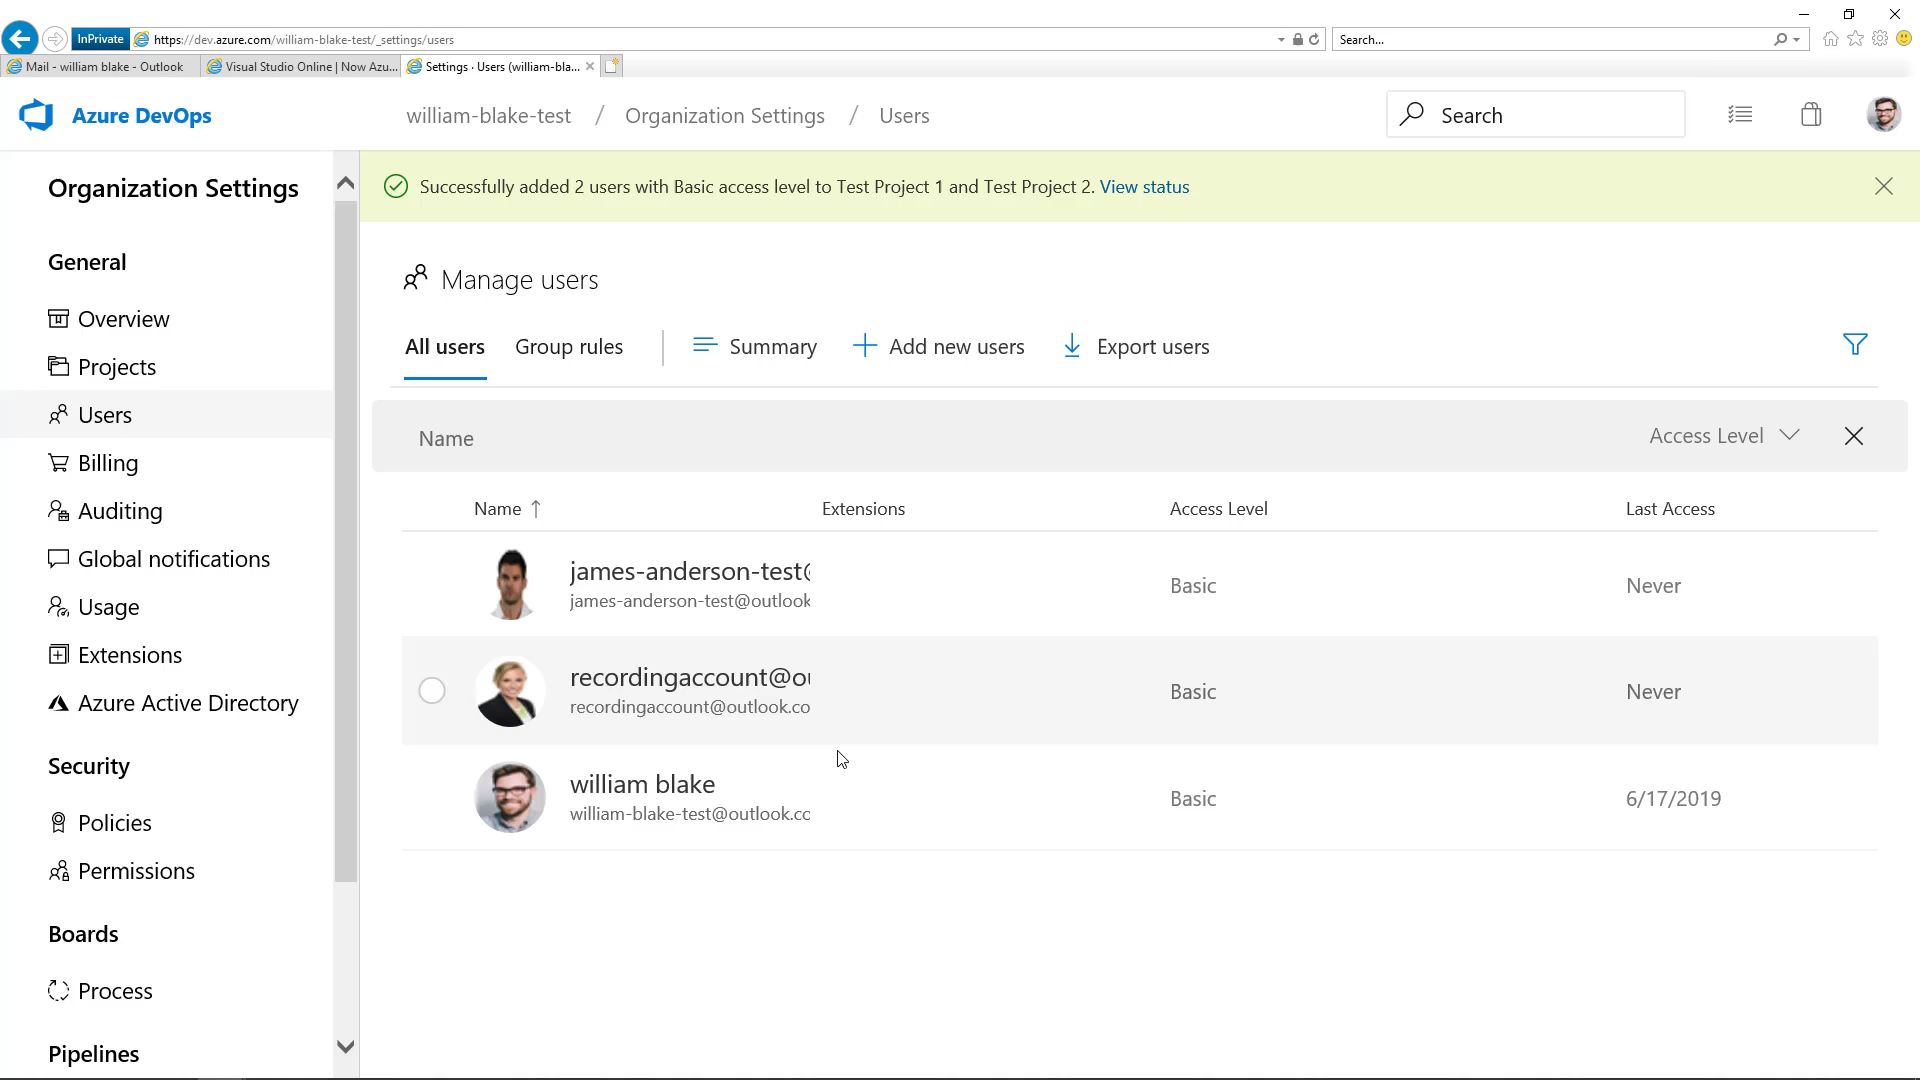 InPrivate
https://dev.azure.com/william-blake-test/_settings/users
Search...
Mail - william blake - Outlook
Visual Studio Online | Now Azu...
Settings · Users (william-bla...
Azure DevOps
william-blake-test / Organization Settings / Users
Search
Organization Settings
General
Overview
Projects
Users
Billing
Auditing
Global notifications
Usage
Extensions
Azure Active Directory
Security
Policies
Permissions
Boards
Process
Pipelines
Successfully added 2 users with Basic access level to Test Project 1 and Test Project 2. View status
Manage users
All users
Group rules
Summary
Add new users
Export users
Name
Access Level
Name ↑ Extensions Access Level Last Access
james-anderson-test@
james-anderson-test@outlook
Basic
Never
recordingaccount@ou
recordingaccount@outlook.co
Basic
Never
william blake
william-blake-test@outlook.co
Basic
6/17/2019